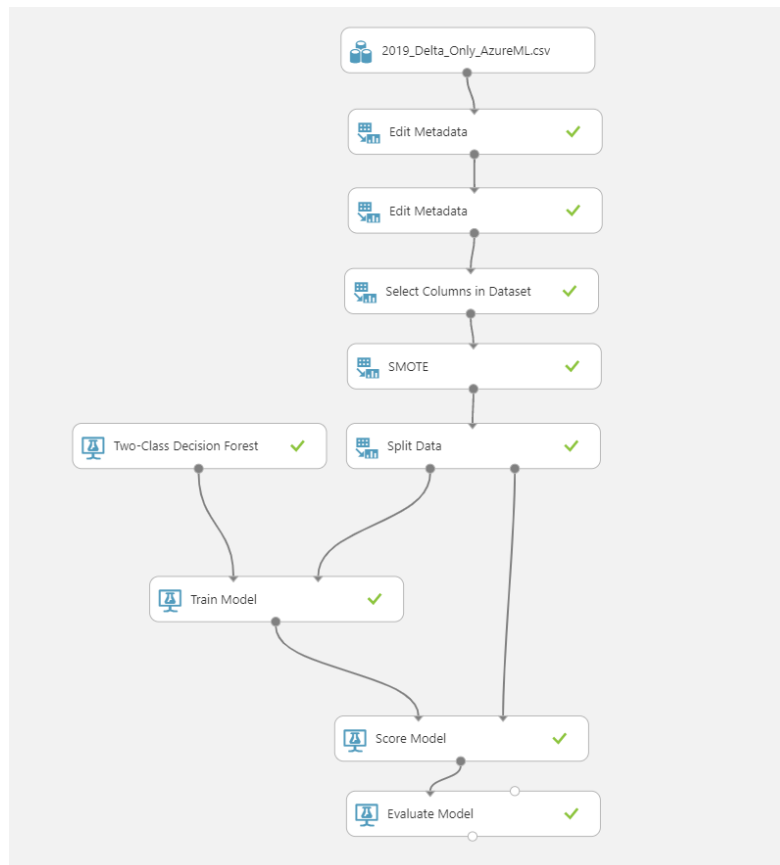 2019_Delta_Only_AzureML.csv
Edit Metadata
Edit Metadata
Select Columns in Dataset
SMOTE
Two-Class Decision Forest
Split Data
Train Model
Score Model
Evaluate Model